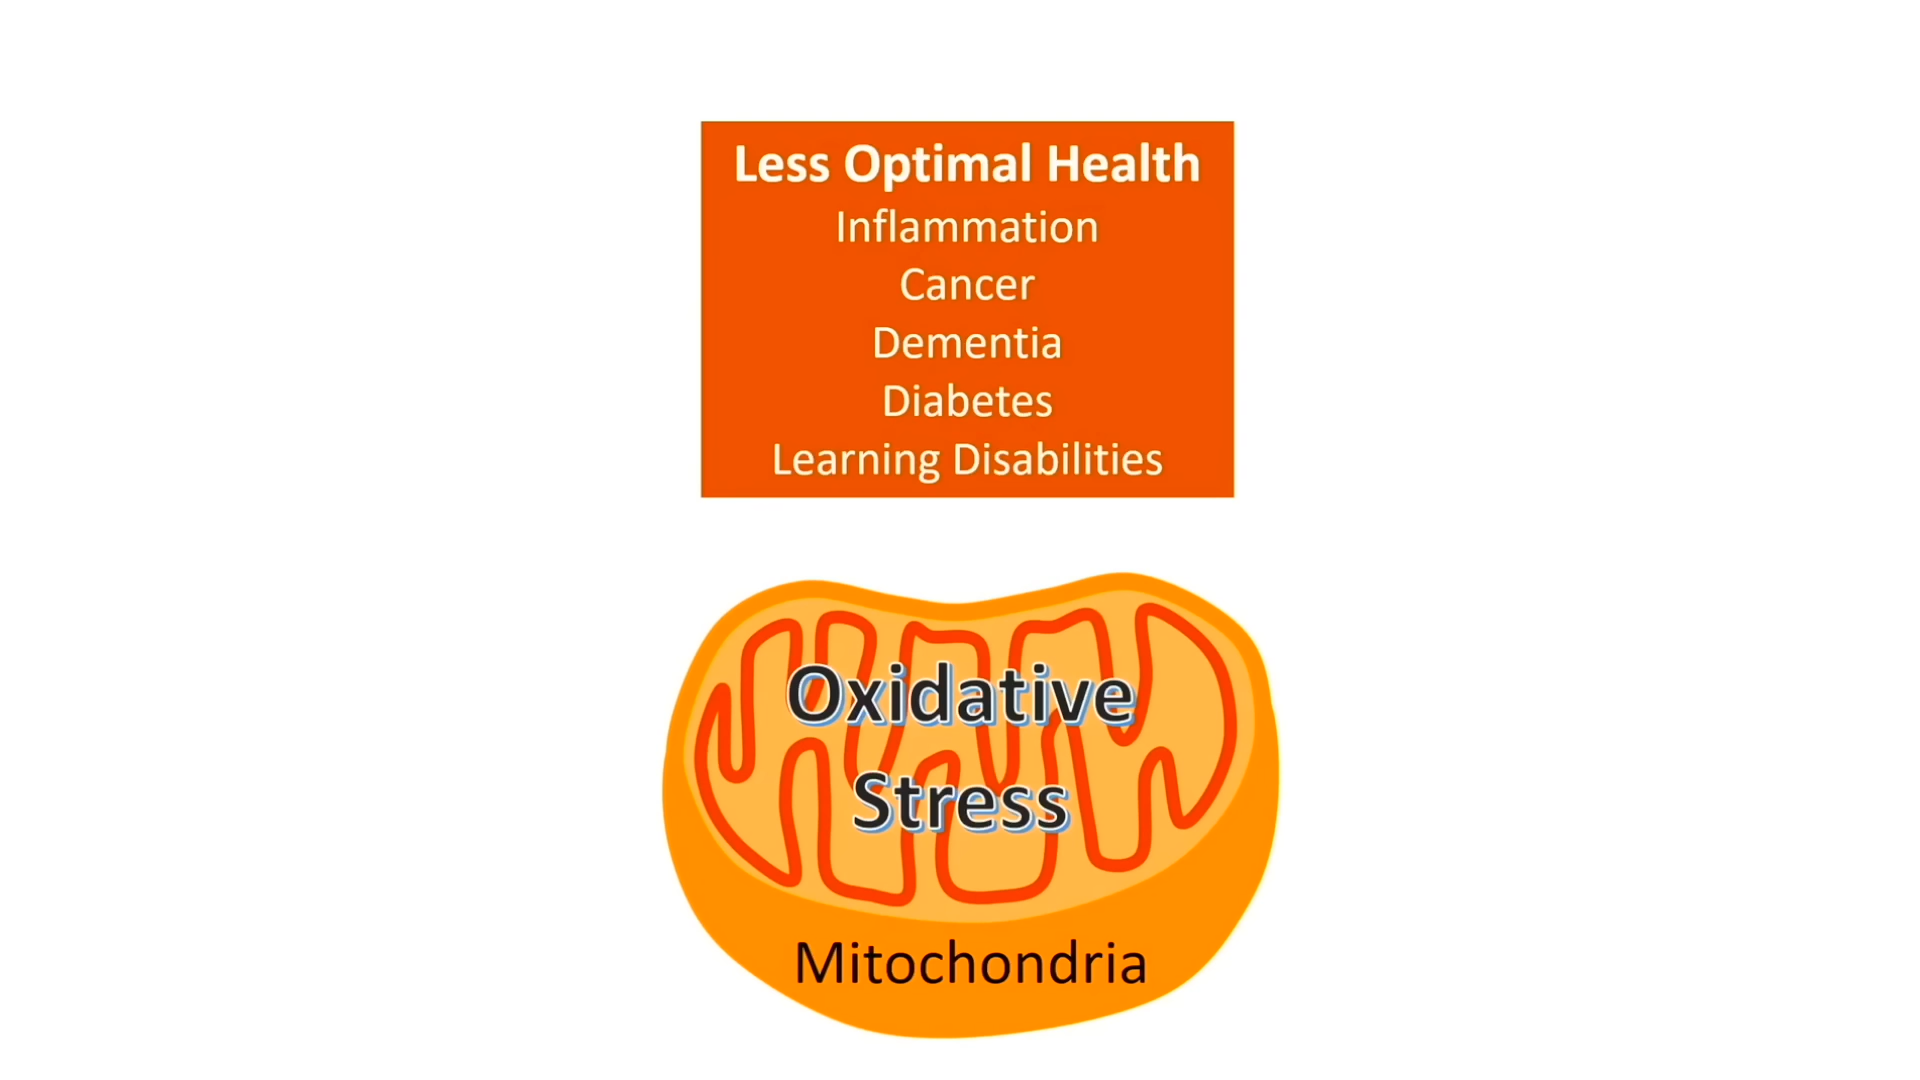 Less Optimal Health
Inflammation
Cancer
Dementia
Diabetes
Learning Disabilities
Oxidative
Stress
Mitochondria